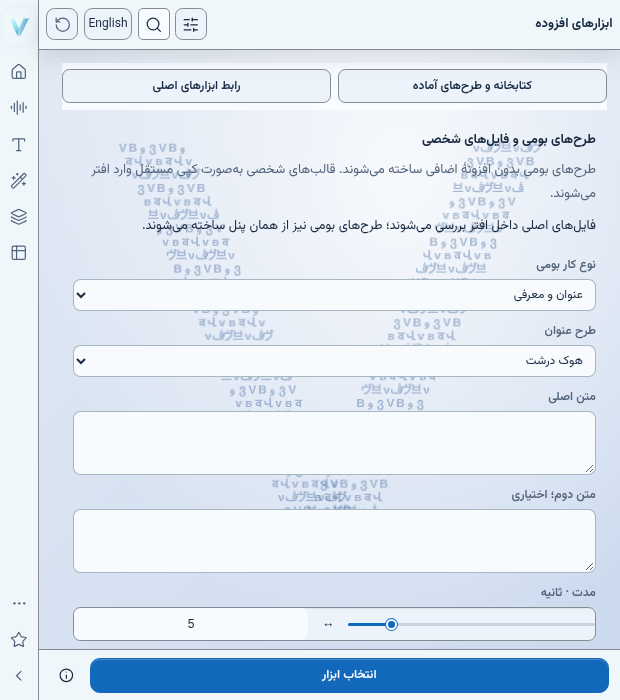 ابزارهای افزوده
English
کتابخانه و طرح‌های آماده
رابط ابزارهای اصلی
طرح‌های بومی و فایل‌های شخصی
طرح‌های بومی بدون افزونهٔ اضافی ساخته می‌شوند. قالب‌های شخصی به‌صورت کپی مستقل وارد افتر
می‌شوند.
فایل‌های اصلی داخل افتر بررسی می‌شوند؛ طرح‌های بومی نیز از همان پنل ساخته می‌شوند.
نوع کار بومی
عنوان و معرفی
طرح عنوان
هوک درشت
متن اصلی
متن دوم؛ اختیاری
مدت · ثانیه
5
انتخاب ابزار